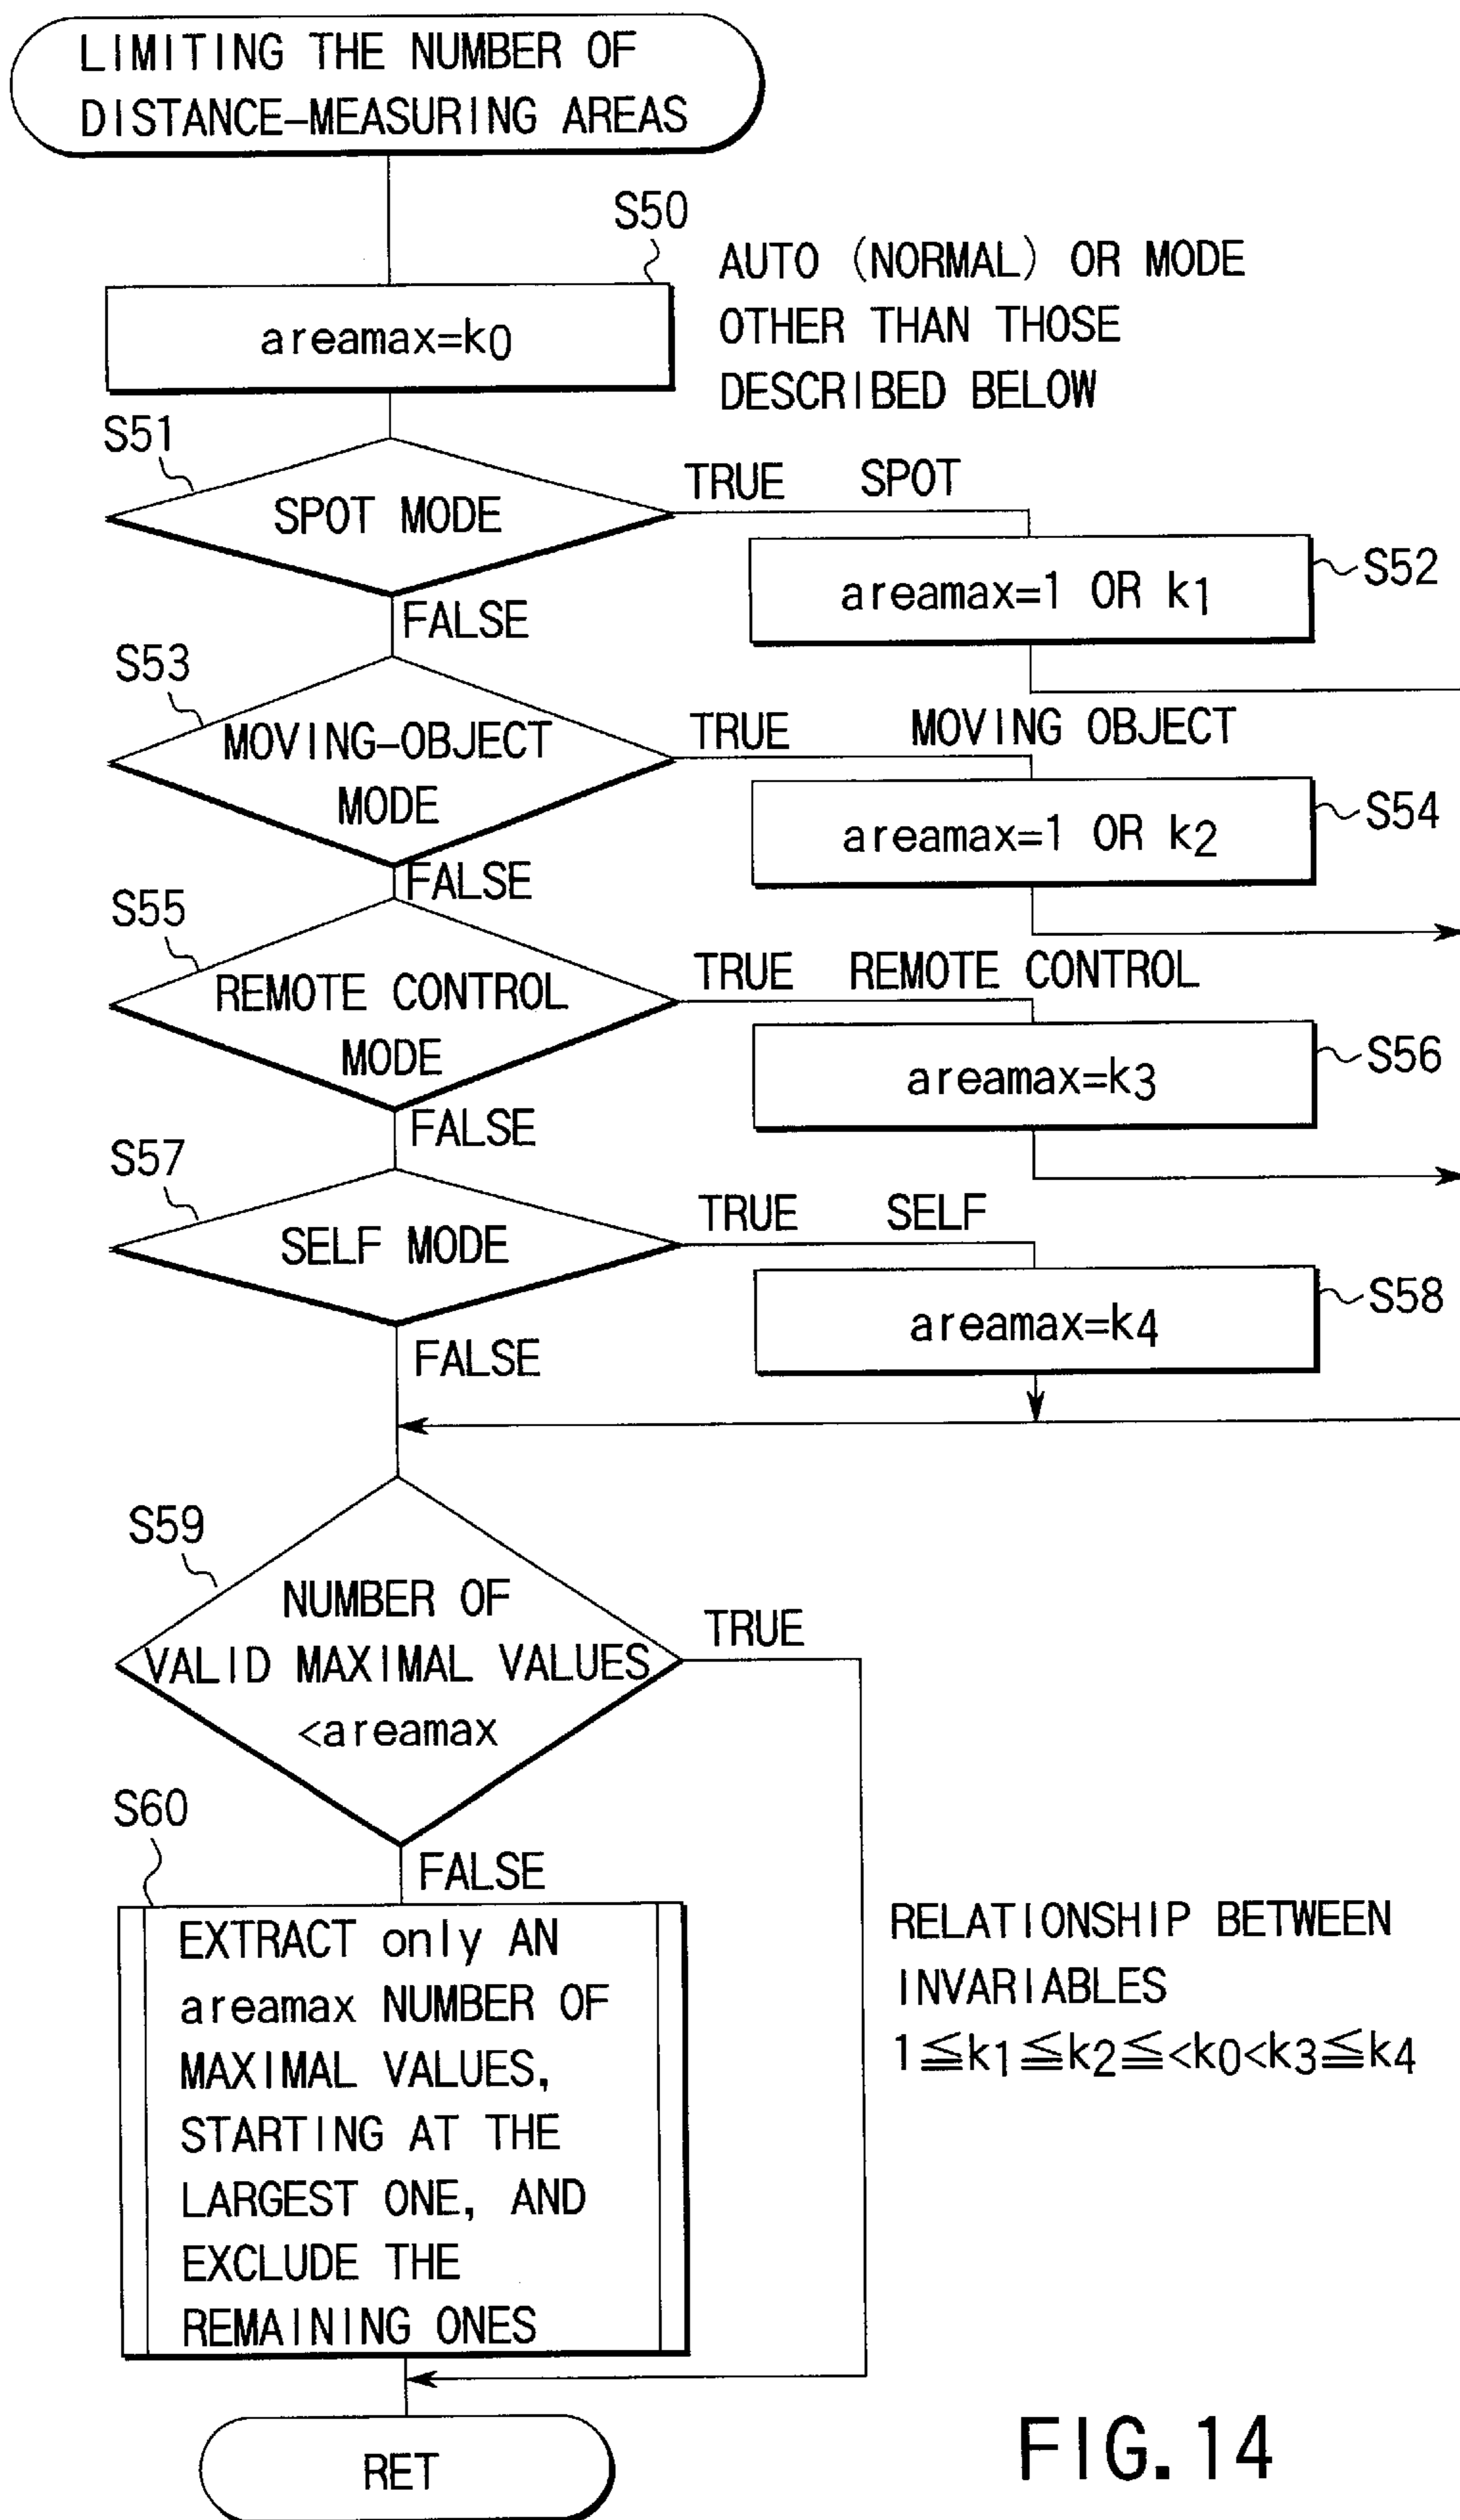 LIMITING THE NUMBER OF
DISTANCE-MEASURING AREAS
S50
areamax=k0
AUTO (NORMAL) OR MODE
OTHER THAN THOSE
DESCRIBED BELOW
S51
SPOT MODE
TRUE SPOT
FALSE
areamax=1 OR k1
S52
S53
MOVING-OBJECT
MODE
TRUE MOVING OBJECT
FALSE
areamax=1 OR k2
S54
S55
REMOTE CONTROL
MODE
TRUE REMOTE CONTROL
FALSE
areamax=k3
S56
S57
SELF MODE
TRUE SELF
FALSE
areamax=k4
S58
S59
NUMBER OF
VALID MAXIMAL VALUES
<areamax
TRUE
FALSE
S60
EXTRACT only AN
areamax NUMBER OF
MAXIMAL VALUES,
STARTING AT THE
LARGEST ONE, AND
EXCLUDE THE
REMAINING ONES
RELATIONSHIP BETWEEN
INVARIABLES
1≦k1≦k2≦<k0<k3≦k4
RET
FIG.14